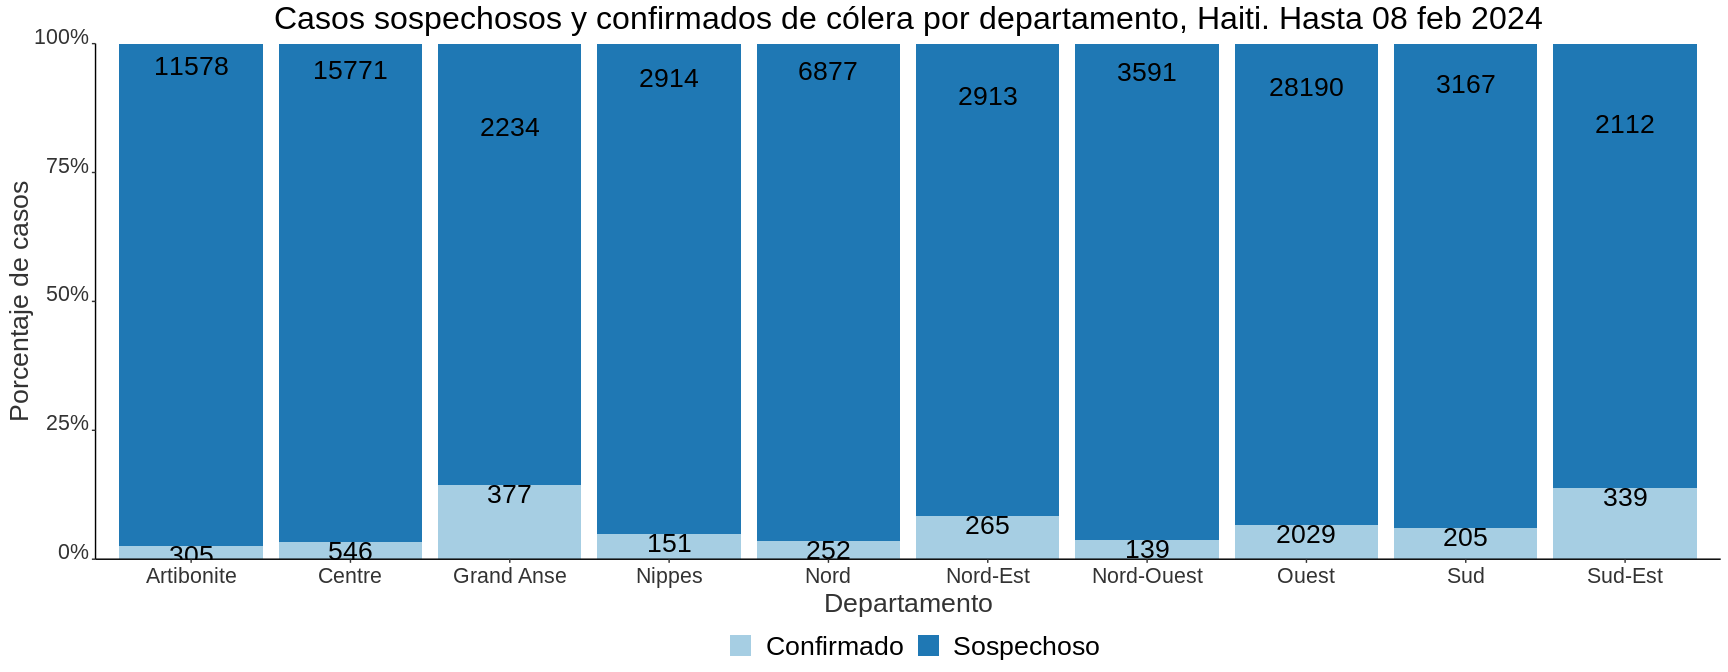 Casos sospechosos y confirmados de cólera por departamento, Haiti. Hasta 08 feb 2024
Porcentaje de casos
100%
75%
50%
25%
0%
11578 15771 2234 2914 6877 2913 3591 28190 3167 2112
305 546 377 151 252 265 139 2029 205 339
Artibonite Centre Grand Anse Nippes Nord Nord-Est Nord-Ouest Ouest Sud Sud-Est
Departamento
Confirmado Sospechoso